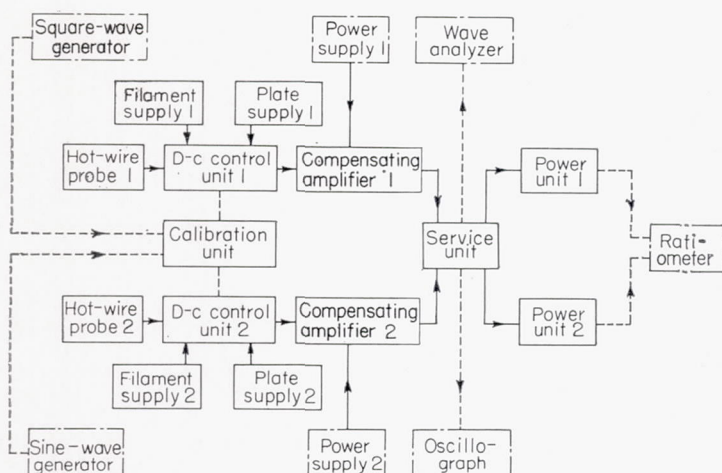 Square-wave
generator
Power
supply 1
Wave
analyzer
Filament
supply 1
Plate
supply 1
Hot-wire
probe 1
D-c control
unit 1
Compensating
amplifier 1
Power
unit 1
Calibration
unit
Service
unit
Rati-
ometer
Hot-wire
probe 2
D-c control
unit 2
Compensating
amplifier 2
Power
unit 2
Filament
supply 2
Plate
supply 2
Sine-wave
generator
Power
supply 2
Oscillo-
graph